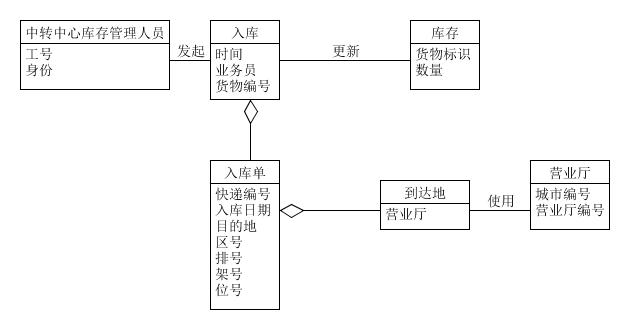 中转中心库存管理人员
工号
身份
发起
入库
时间
业务员
货物编号
更新
库存
货物标识
数量
入库单
快递编号
入库日期
目的地
区号
排号
架号
位号
到达地
营业厅
使用
营业厅
城市编号
营业厅编号